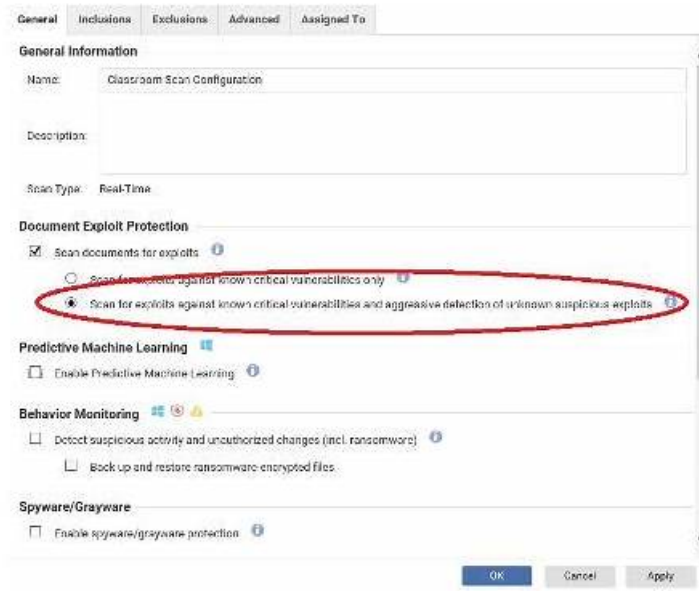 General Inclusions Exclusions Advanced Assigned To
General Information
Name: Classroom Scan Configuration
Description:
Scan Type: Real-Time
Document Exploit Protection
Scan documents for exploits
Scan for exploits against known critical vulnerabilities only
Scan for exploits against known critical vulnerabilities and aggressive detection of unknown suspicious exploits
Predictive Machine Learning
Enable Predictive Machine Learning
Behavior Monitoring
Detect suspicious activity and unauthorized changes (incl. ransomware)
Back up and restore ransomware-encrypted files
Spyware/Grayware
Enable spyware/grayware protection
OK Cancel Apply